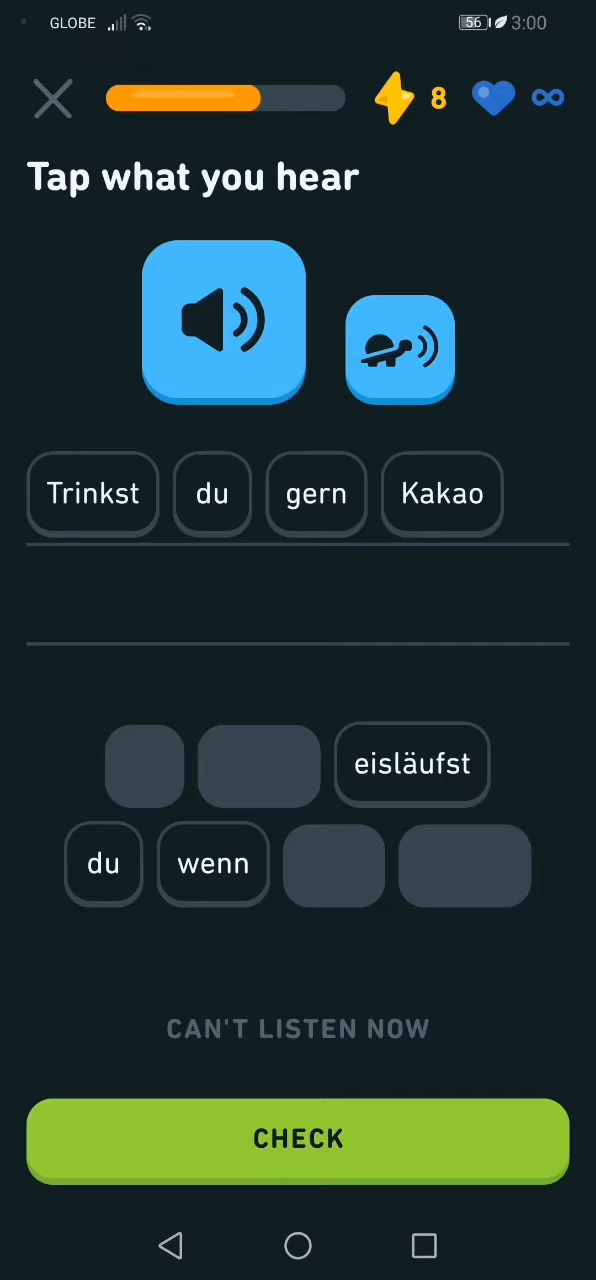 GLOBE 56 3:00
8 ∞
Tap what you hear
Trinkst du gern Kakao
eisläufst
du wenn
CAN'T LISTEN NOW
CHECK